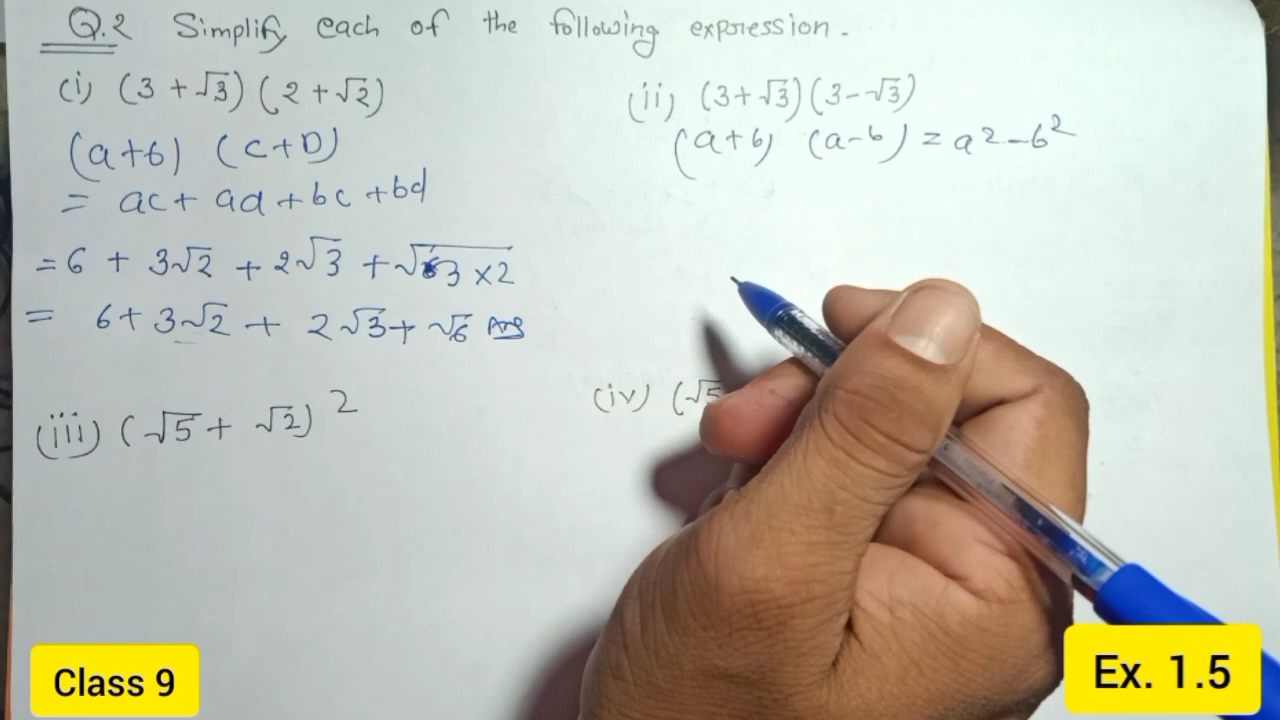 Q.2 Simplify each of the following expression.
(i) (3 + √3) (2 + √2)
(a+b) (c+D)
= ac + ad + bc + bd
= 6 + 3√2 + 2√3 + √3 × 2
= 6 + 3√2 + 2√3 + √6 Ans
(ii) (3+√3) (3-√3)
(a+b) (a-b) = a² - b²
(iii) (√5 + √2)²
(iv) (√5
Class 9
Ex. 1.5